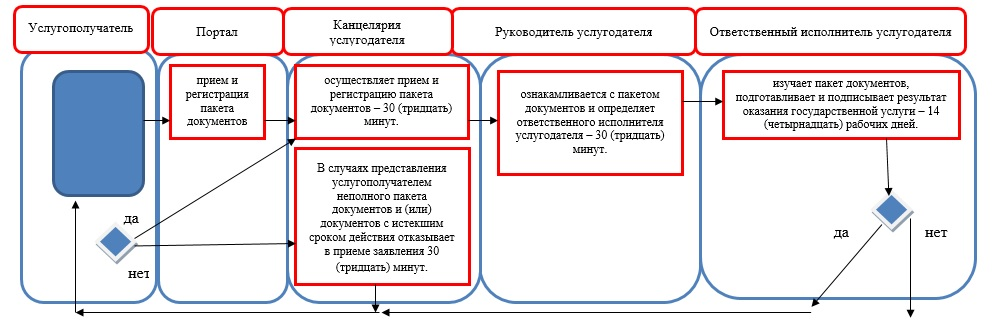 Услугополучатель
Портал
Канцелярия
услугодателя
Руководитель услугодателя
Ответственный исполнитель услугодателя
прием и
регистрация
пакета
документов
осуществляет прием и
регистрацию пакета
документов – 30 (тридцать)
минут.
ознакамливается с пакетом
документов и определяет
ответственного исполнителя
услугодателя – 30 (тридцать)
минут.
изучает пакет документов,
подготавливает и подписывает результат
оказания государственной услуги – 14
(четырнадцать) рабочих дней.
В случаях представления
услугополучателем
неполного пакета
документов и (или)
документов с истекшим
сроком действия отказывает
в приеме заявления 30
(тридцать) минут.
да
нет
да
нет